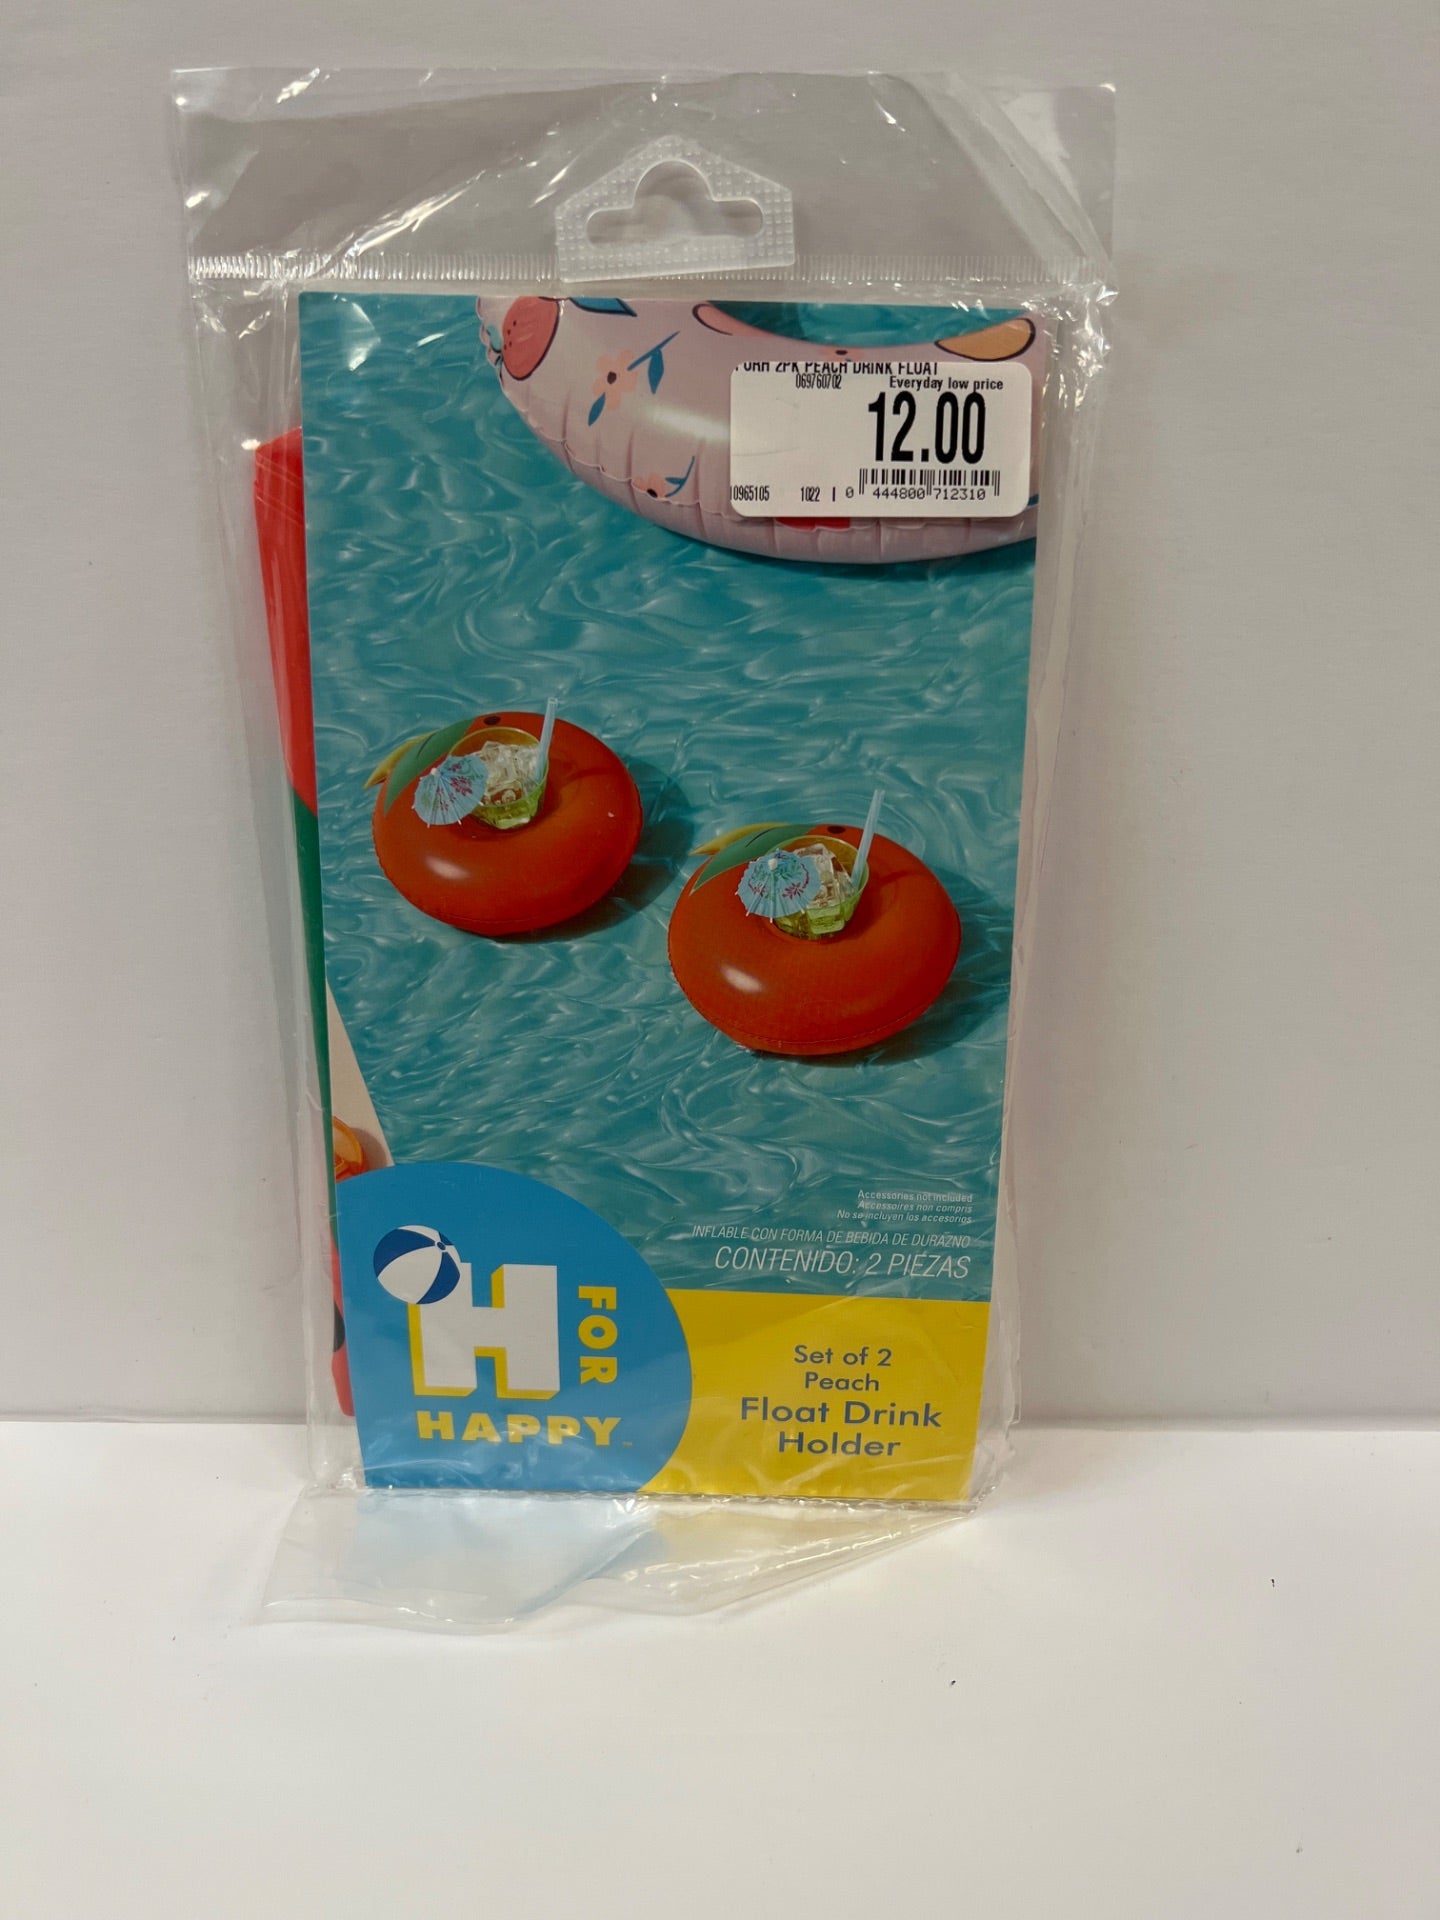 2PK PEACH DRINK FLOAT
069760702 Everyday low price
12.00
10965105 1022 0 444800 712310
Accessories not included
Accessoires non compris
No se incluyen los accesorios
INFLABLE CON FORMA DE BEBIDA DE DURAZNO
CONTENIDO: 2 PIEZAS
H FOR
HAPPY™
Set of 2
Peach
Float Drink
Holder